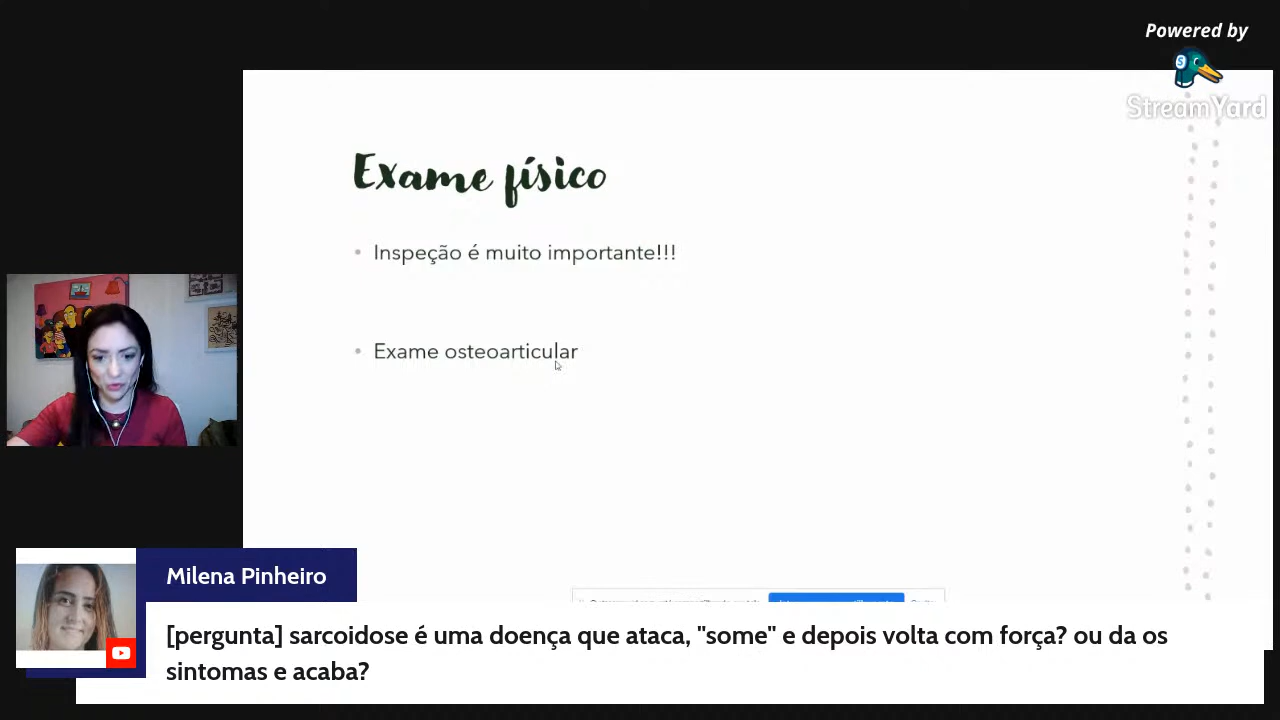 Powered by
StreamYard
Exame físico
• Inspeção é muito importante!!!
• Exame osteoarticular
Milena Pinheiro
[pergunta] sarcoidose é uma doença que ataca, "some" e depois volta com força? ou da os
sintomas e acaba?